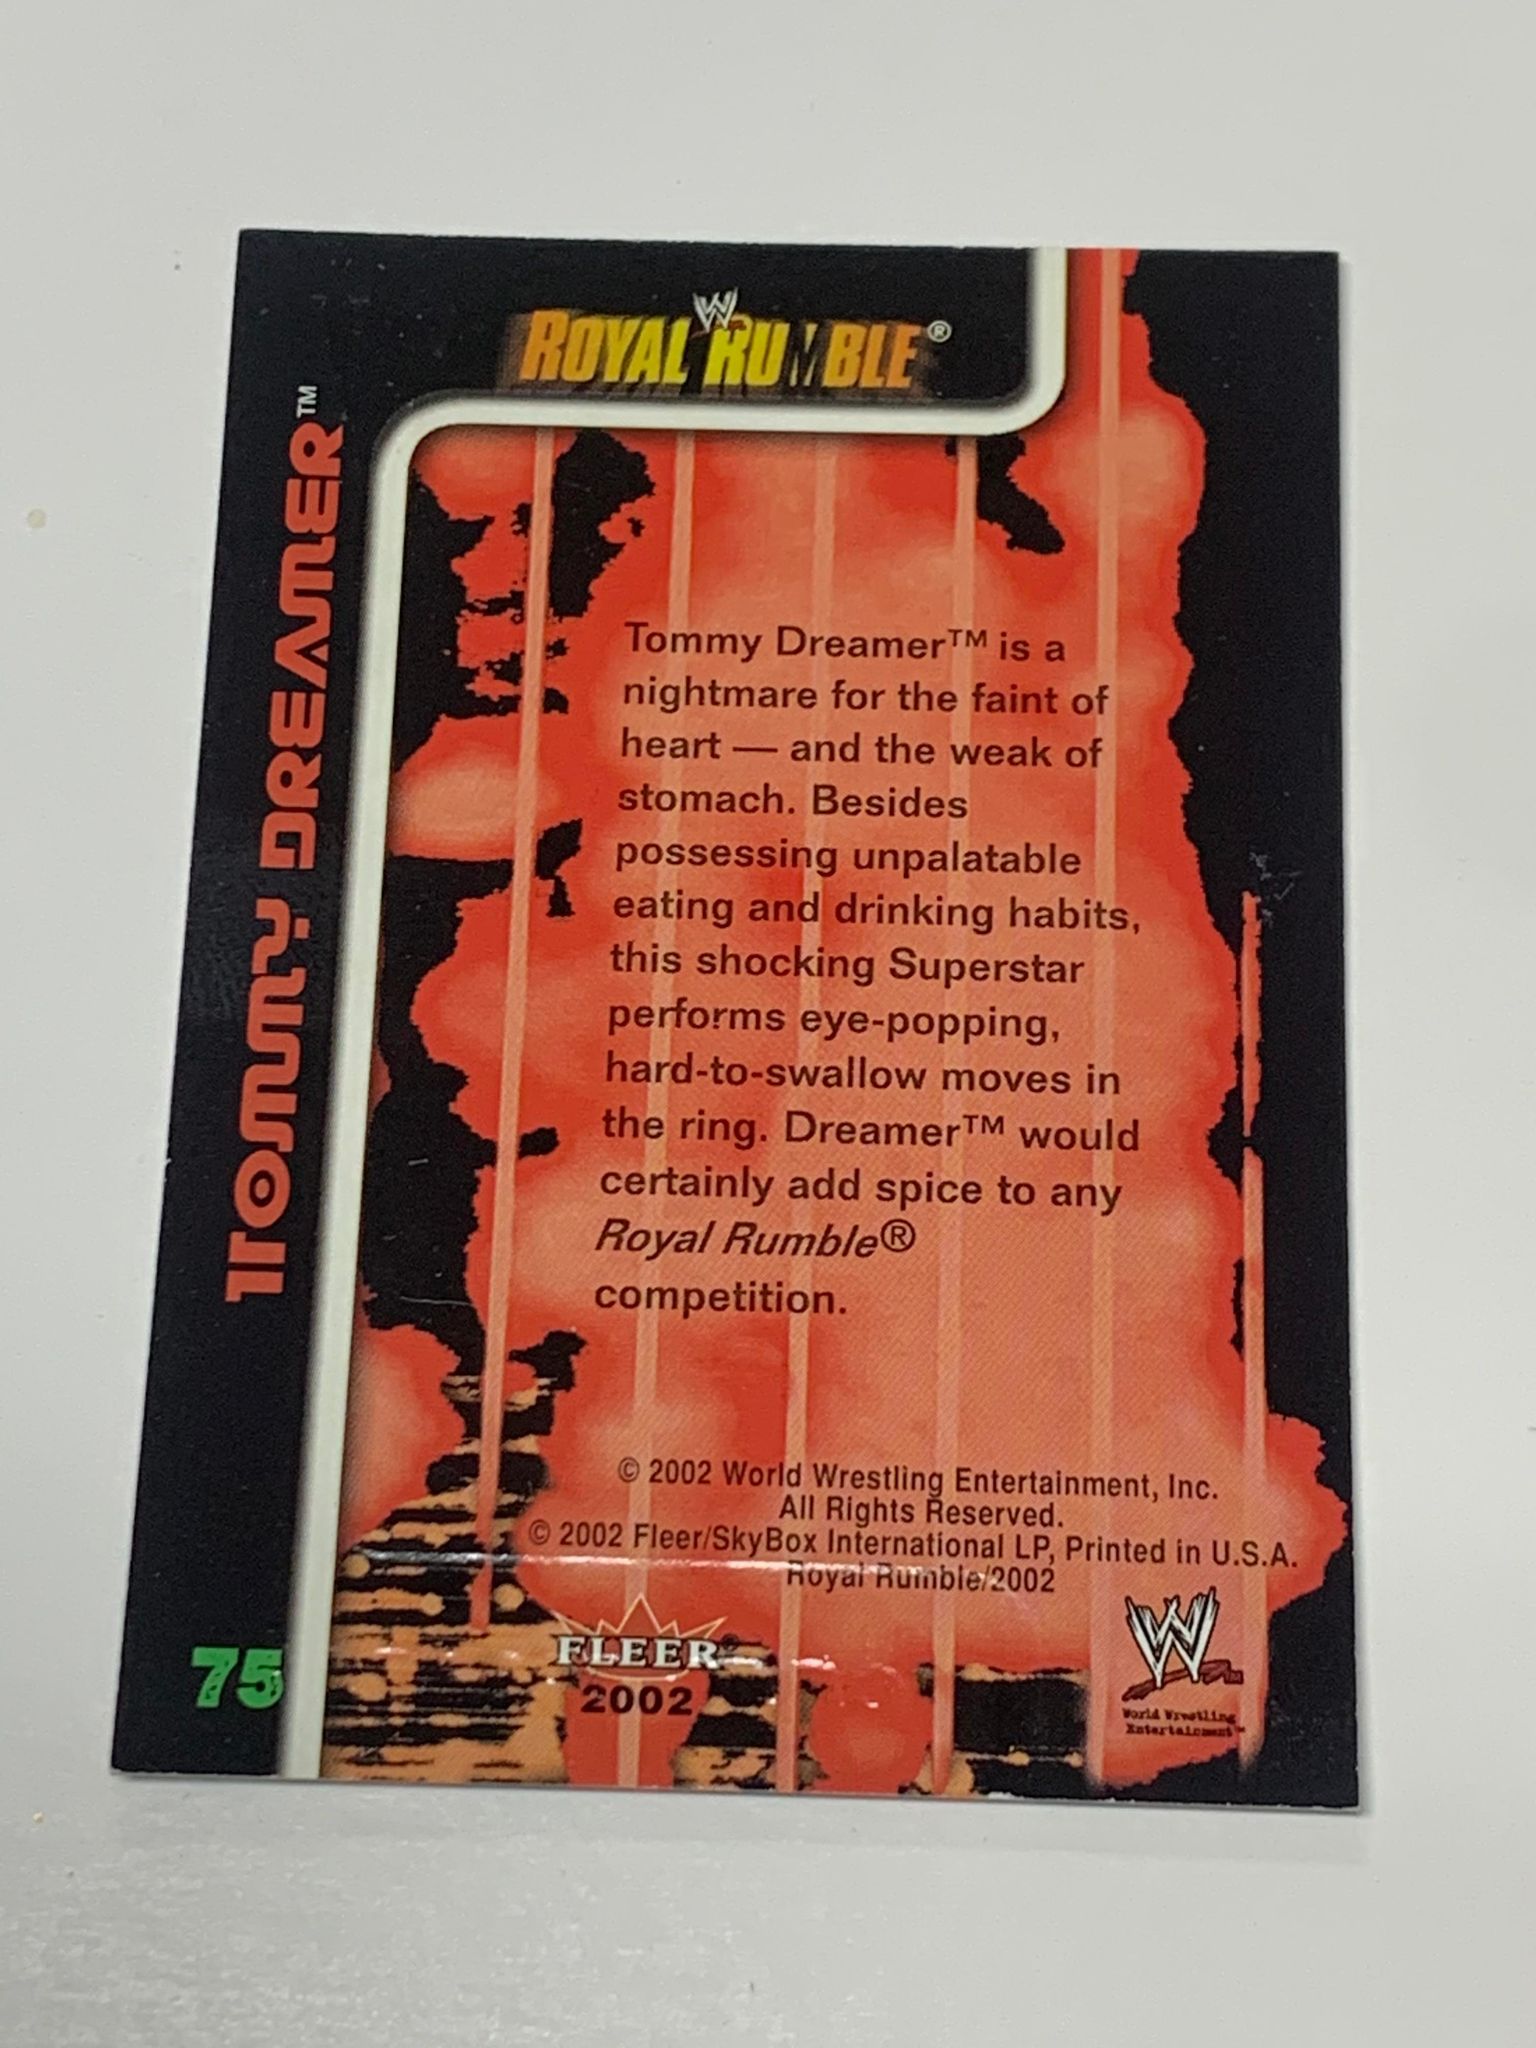 W
ROYAL RUMBLE®
TOMMY DREAMER™
Tommy Dreamer™ is a
nightmare for the faint of
heart — and the weak of
stomach. Besides
possessing unpalatable
eating and drinking habits,
this shocking Superstar
performs eye-popping,
hard-to-swallow moves in
the ring. Dreamer™ would
certainly add spice to any
Royal Rumble®
competition.
© 2002 World Wrestling Entertainment, Inc.
All Rights Reserved.
© 2002 Fleer/SkyBox International LP, Printed in U.S.A.
Royal Rumble/2002
75
FLEER®
2002
W
World Wrestling
Entertainment™